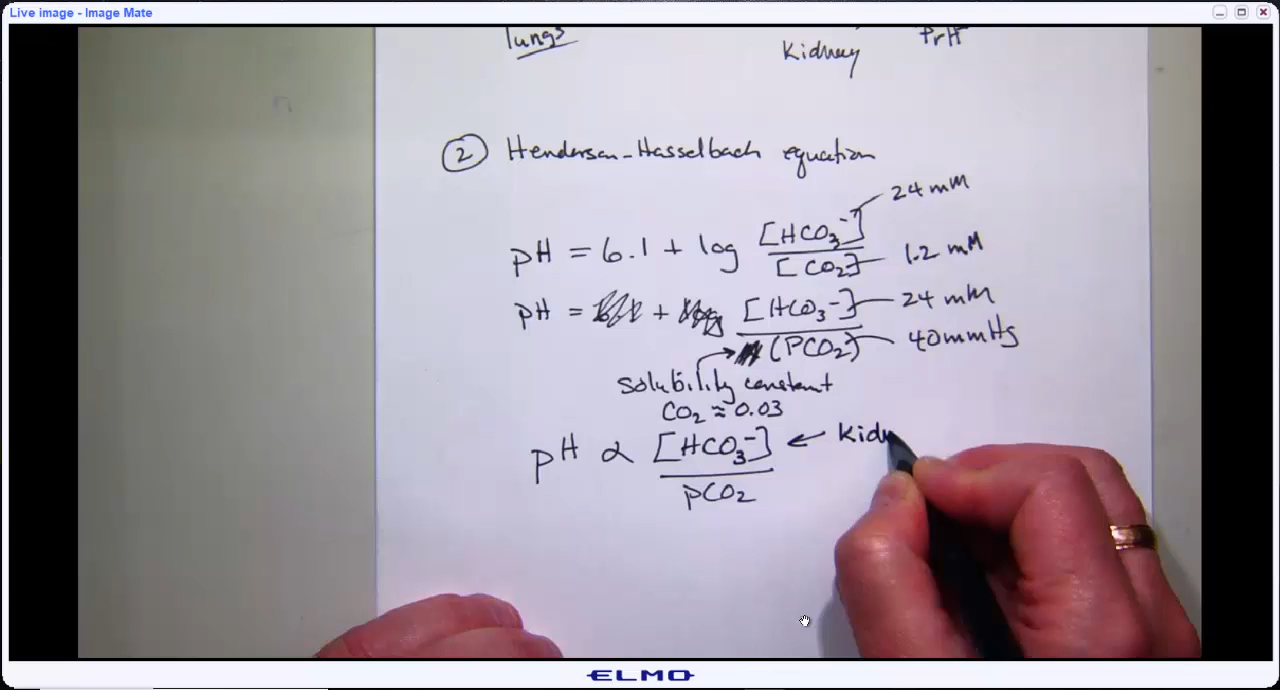 Live image - Image Mate
lungs
Kidney
PrH
② Henderson-Hasselbach equation
pH = 6.1 + log [HCO₃⁻] 24 mM
[CO₂] 1.2 mM
pH = + [HCO₃⁻] 24 mM
(PCO₂) 40mmHg
solubility constant
CO₂ ≈ 0.03
pH ∝ [HCO₃⁻] ← Kidn
pCO₂
ELMO